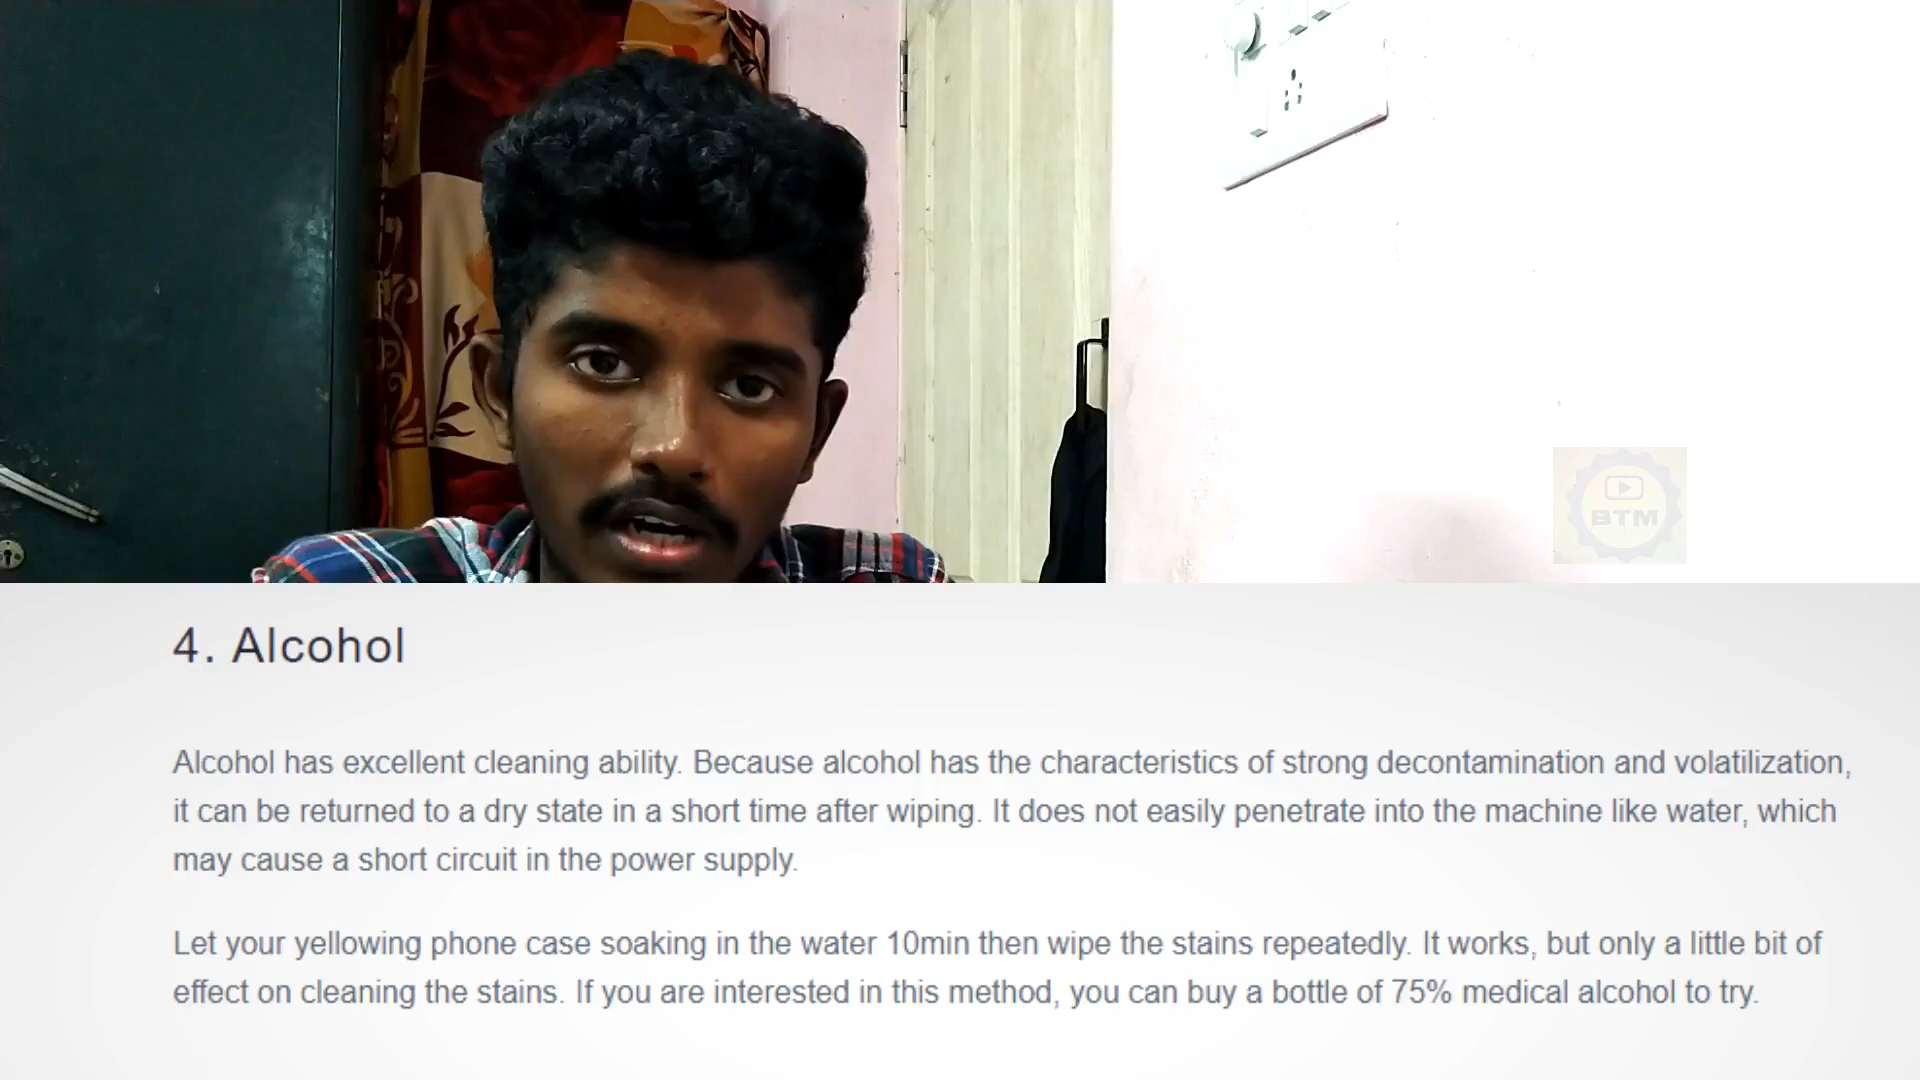 BTM
4. Alcohol
Alcohol has excellent cleaning ability. Because alcohol has the characteristics of strong decontamination and volatilization,
it can be returned to a dry state in a short time after wiping. It does not easily penetrate into the machine like water, which
may cause a short circuit in the power supply.
Let your yellowing phone case soaking in the water 10min then wipe the stains repeatedly. It works, but only a little bit of
effect on cleaning the stains. If you are interested in this method, you can buy a bottle of 75% medical alcohol to try.